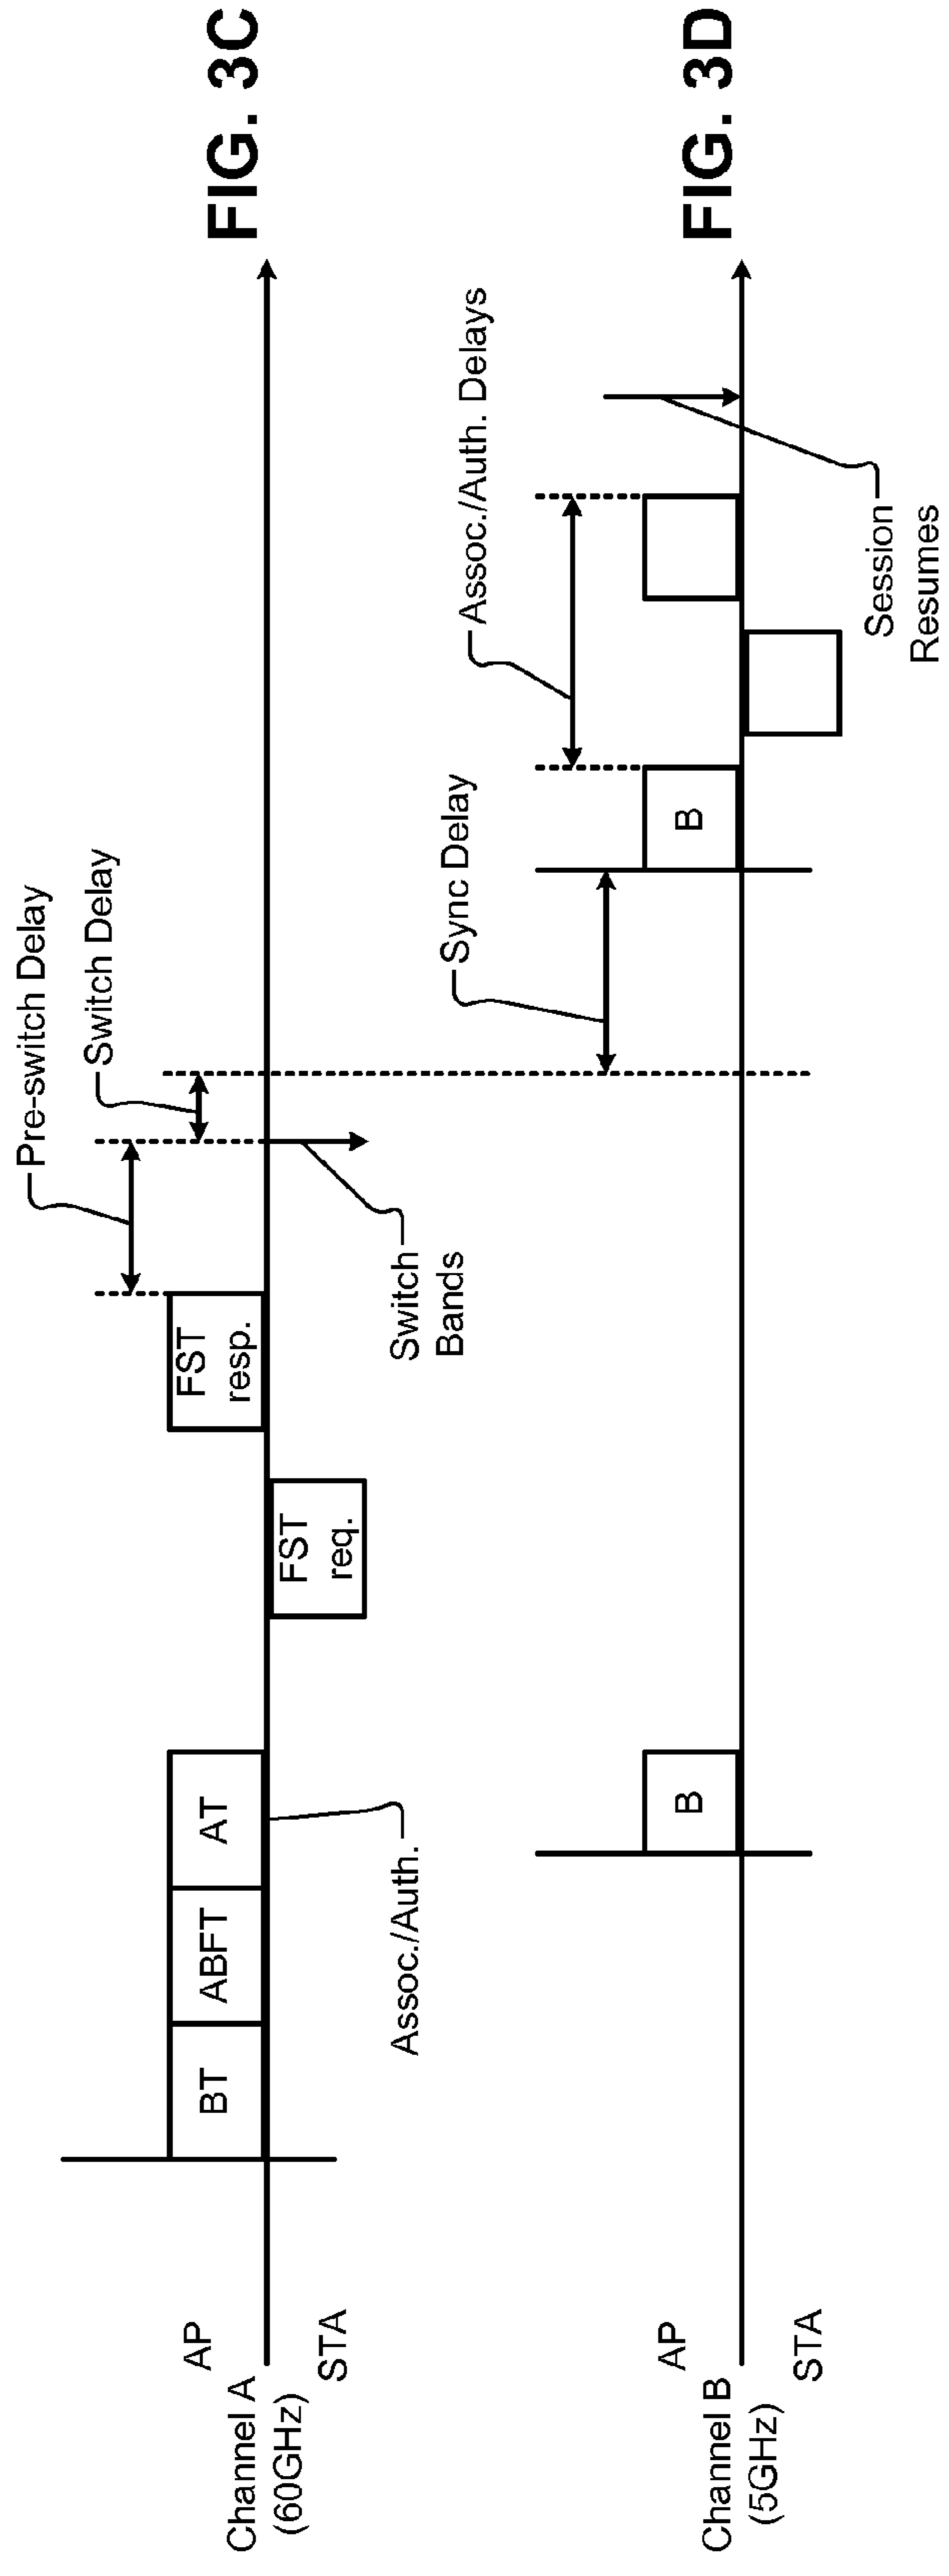 FIG. 3C
Pre-switch Delay
Switch Delay
AP
Channel A
(60GHz)
STA
BT
ABFT
AT
Assoc./Auth.
FST
req.
FST
resp.
Switch
Bands
FIG. 3D
Sync Delay
Assoc./Auth. Delays
AP
Channel B
(5GHz)
STA
B
B
Session
Resumes